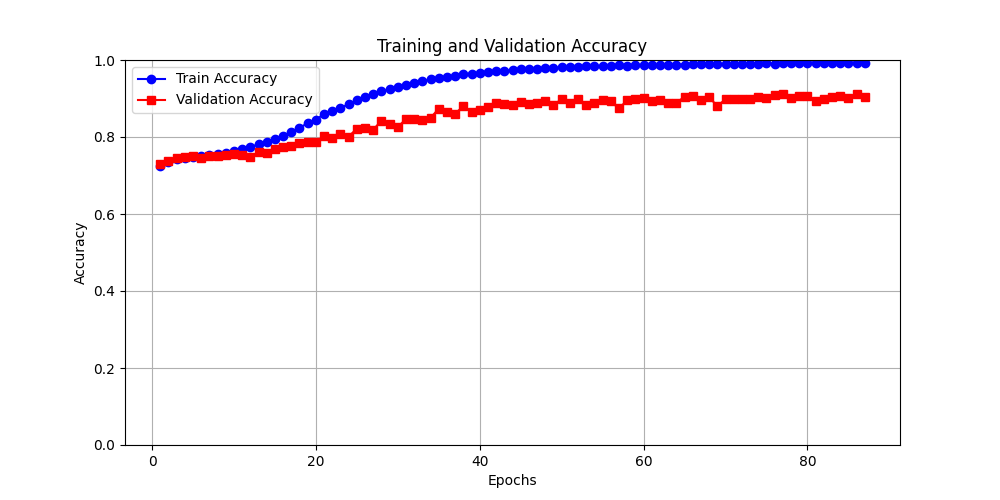 Training and Validation Accuracy
Train Accuracy
Validation Accuracy
Accuracy
1.0
0.8
0.6
0.4
0.2
0.0
0 20 40 60 80
Epochs